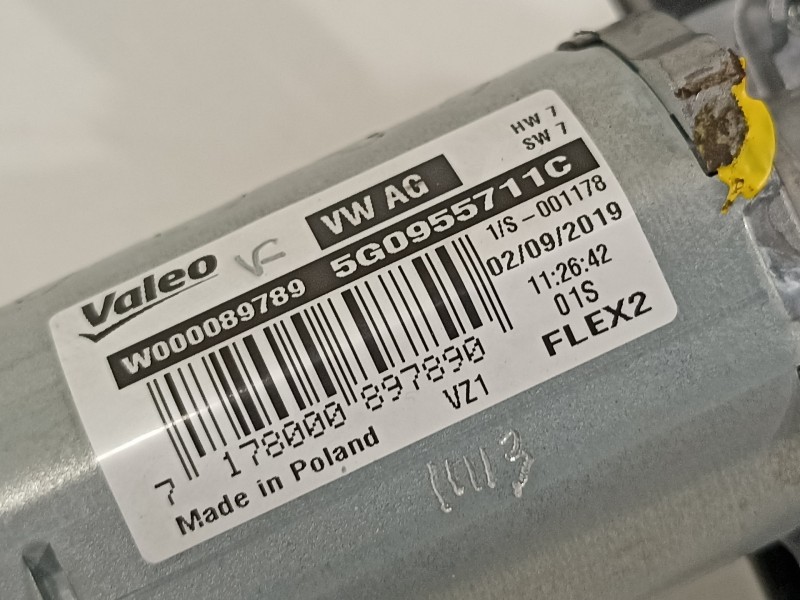 HW 7
SW 7
VW AG
Valeo
W000089789 5G0955711C
1/S-001178
02/09/2019
11:26:42
01S
FLEX2
7 178000 897890
VZ1
Made in Poland